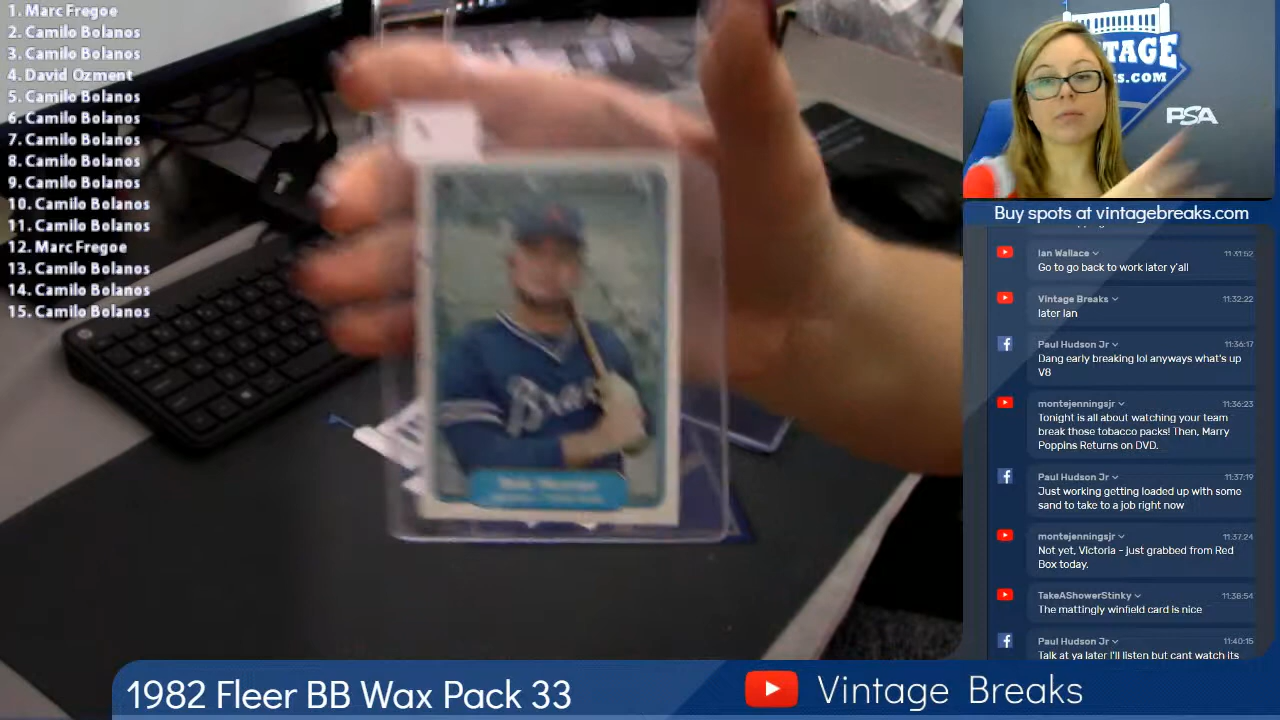 1. Marc Fregoe
2. Camilo Bolanos
3. Camilo Bolanos
4. David Ozment
5. Camilo Bolanos
6. Camilo Bolanos
7. Camilo Bolanos
8. Camilo Bolanos
9. Camilo Bolanos
10. Camilo Bolanos
11. Camilo Bolanos
12. Marc Fregoe
13. Camilo Bolanos
14. Camilo Bolanos
15. Camilo Bolanos
PSA
Buy spots at vintagebreaks.com
Ian Wallace 11:31:52
Go to go back to work later y'all
Vintage Breaks 11:32:22
later Ian
Paul Hudson Jr 11:36:17
Dang early breaking lol anyways what's up
V8
montejenningsjr 11:36:23
Tonight is all about watching your team
break those tobacco packs! Then, Marry
Poppins Returns on DVD.
Paul Hudson Jr 11:37:19
Just working getting loaded up with some
sand to take to a job right now
montejenningsjr 11:37:24
Not yet, Victoria - just grabbed from Red
Box today.
TakeAShowerStinky 11:38:54
The mattingly winfield card is nice
Paul Hudson Jr 11:40:15
Talk at ya later I'll listen but cant watch its
1982 Fleer BB Wax Pack 33
Vintage Breaks